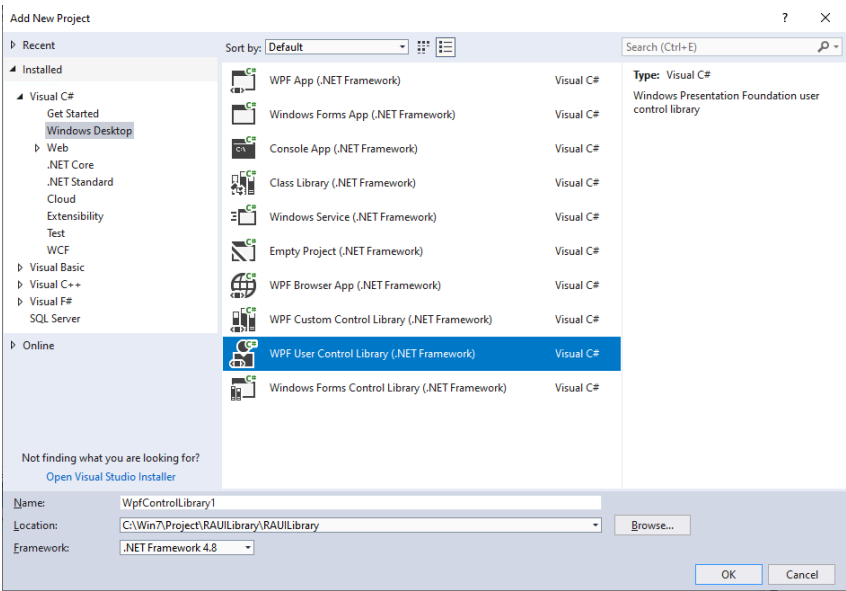 Add New Project
? ×
Recent
Installed
Visual C#
Get Started
Windows Desktop
Web
.NET Core
.NET Standard
Cloud
Extensibility
Test
WCF
Visual Basic
Visual C++
Visual F#
SQL Server
Online
Not finding what you are looking for?
Open Visual Studio Installer
Sort by: Default
WPF App (.NET Framework) Visual C#
Windows Forms App (.NET Framework) Visual C#
Console App (.NET Framework) Visual C#
Class Library (.NET Framework) Visual C#
Windows Service (.NET Framework) Visual C#
Empty Project (.NET Framework) Visual C#
WPF Browser App (.NET Framework) Visual C#
WPF Custom Control Library (.NET Framework) Visual C#
WPF User Control Library (.NET Framework) Visual C#
Windows Forms Control Library (.NET Framework) Visual C#
Search (Ctrl+E)
Type: Visual C#
Windows Presentation Foundation user
control library
Name: WpfControlLibrary1
Location: C:\Win7\Project\RAUILibrary\RAUILibrary
Browse...
Framework: .NET Framework 4.8
OK Cancel